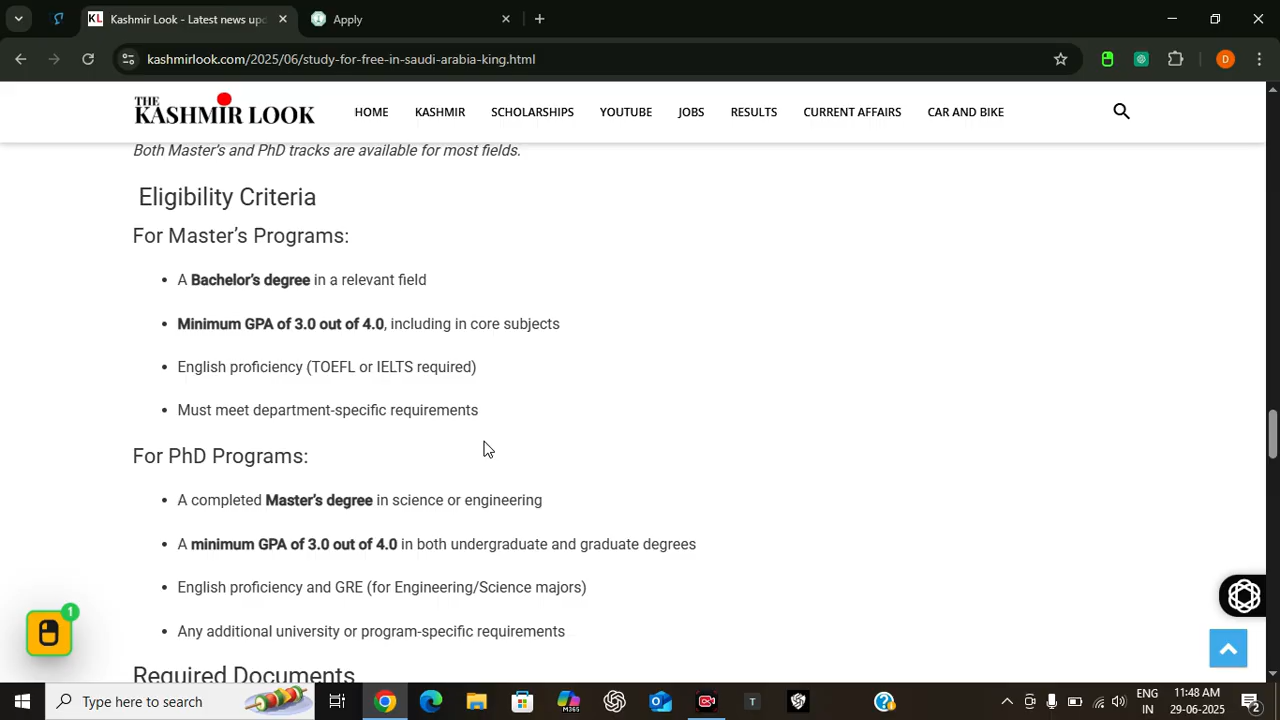 Kashmir Look - Latest news up
Apply
kashmirlook.com/2025/06/study-for-free-in-saudi-arabia-king.html
D
THE
KASHMIR LOOK
HOME
KASHMIR
SCHOLARSHIPS
YOUTUBE
JOBS
RESULTS
CURRENT AFFAIRS
CAR AND BIKE
Both Master's and PhD tracks are available for most fields.
Eligibility Criteria
For Master's Programs:
• A Bachelor's degree in a relevant field
• Minimum GPA of 3.0 out of 4.0, including in core subjects
• English proficiency (TOEFL or IELTS required)
• Must meet department-specific requirements
For PhD Programs:
• A completed Master's degree in science or engineering
• A minimum GPA of 3.0 out of 4.0 in both undergraduate and graduate degrees
• English proficiency and GRE (for Engineering/Science majors)
• Any additional university or program-specific requirements
Required Documents
1
Type here to search
M365
T
ENG
IN
11:48 AM
29-06-2025
2